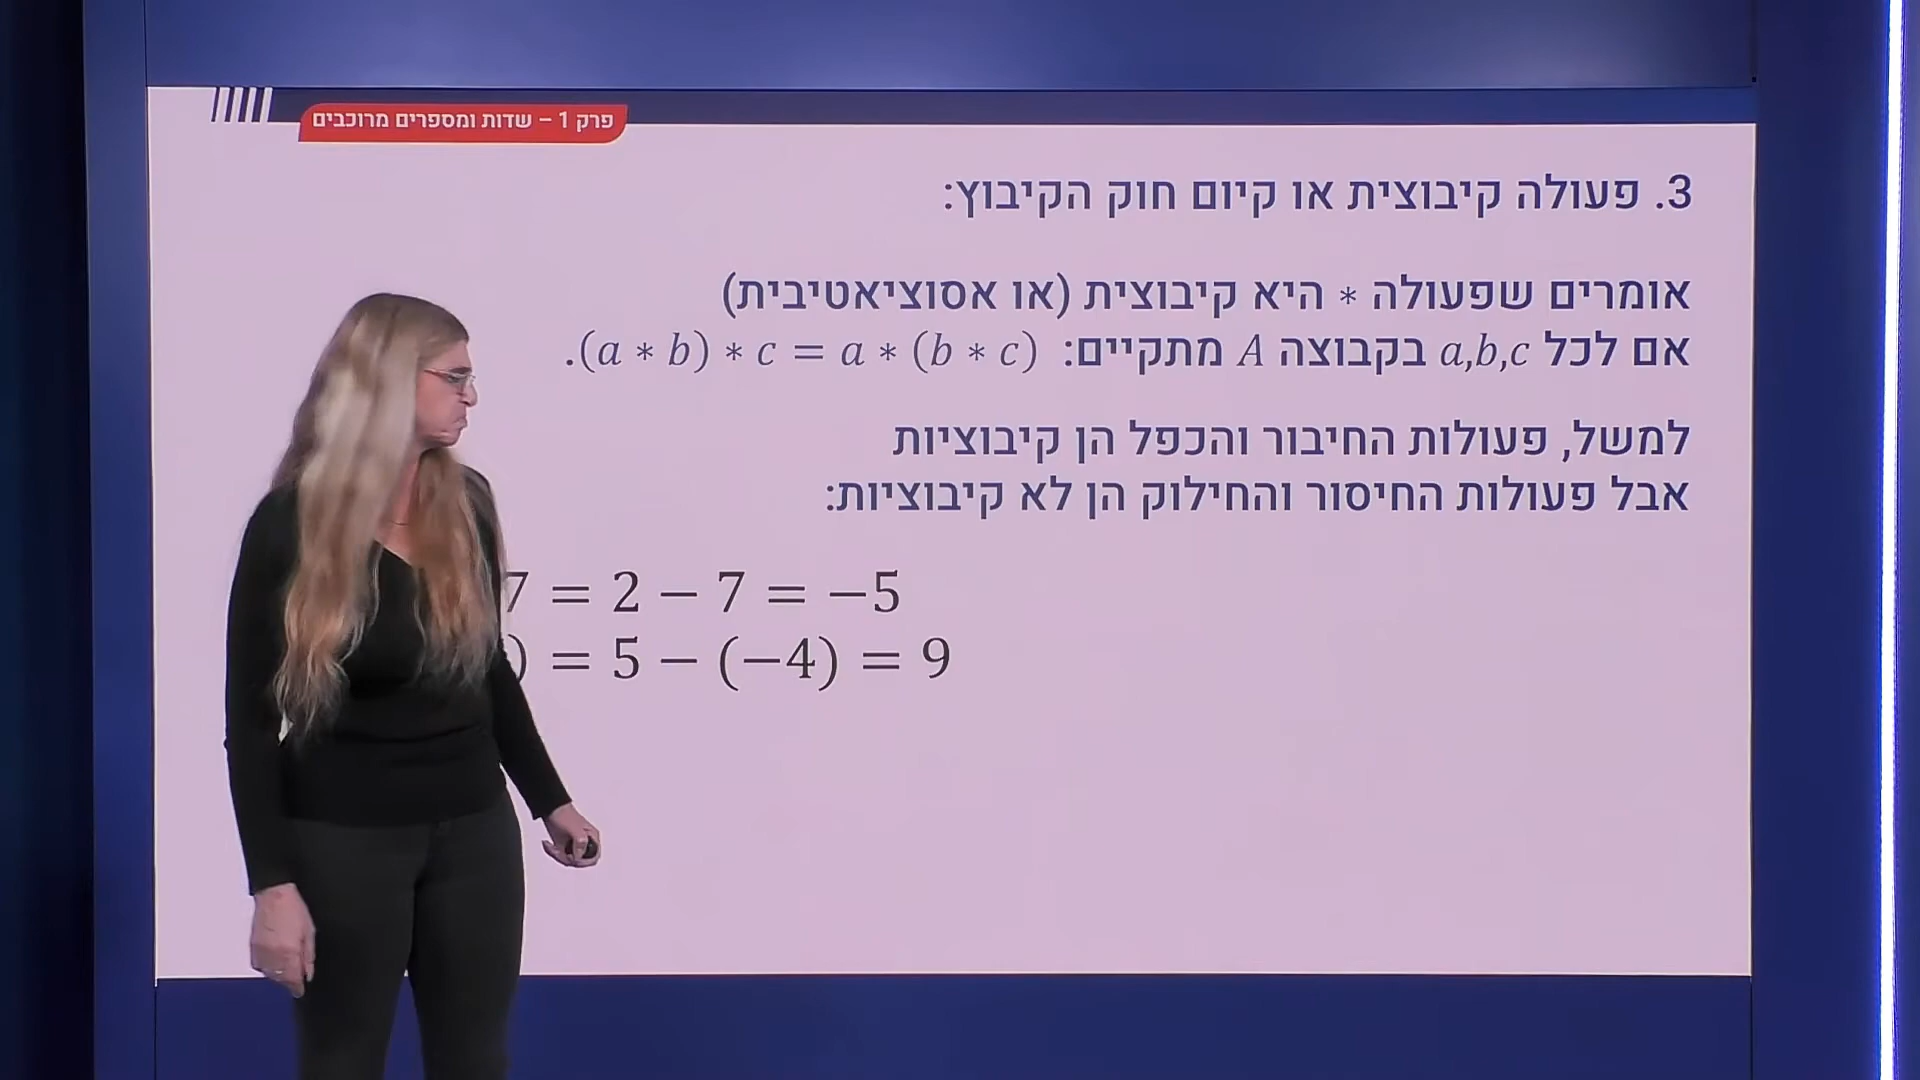 פרק 1 – שדות ומספרים מרוכבים
3. פעולה קיבוצית או קיום חוק הקיבוץ:
אומרים שפעולה * היא קיבוצית (או אסוציאטיבית)
אם לכל a,b,c בקבוצה A מתקיים: (a * b) * c = a * (b * c).
למשל, פעולות החיבור והכפל הן קיבוציות
אבל פעולות החיסור והחילוק הן לא קיבוציות:
7 = 2 − 7 = −5
) = 5 − (−4) = 9